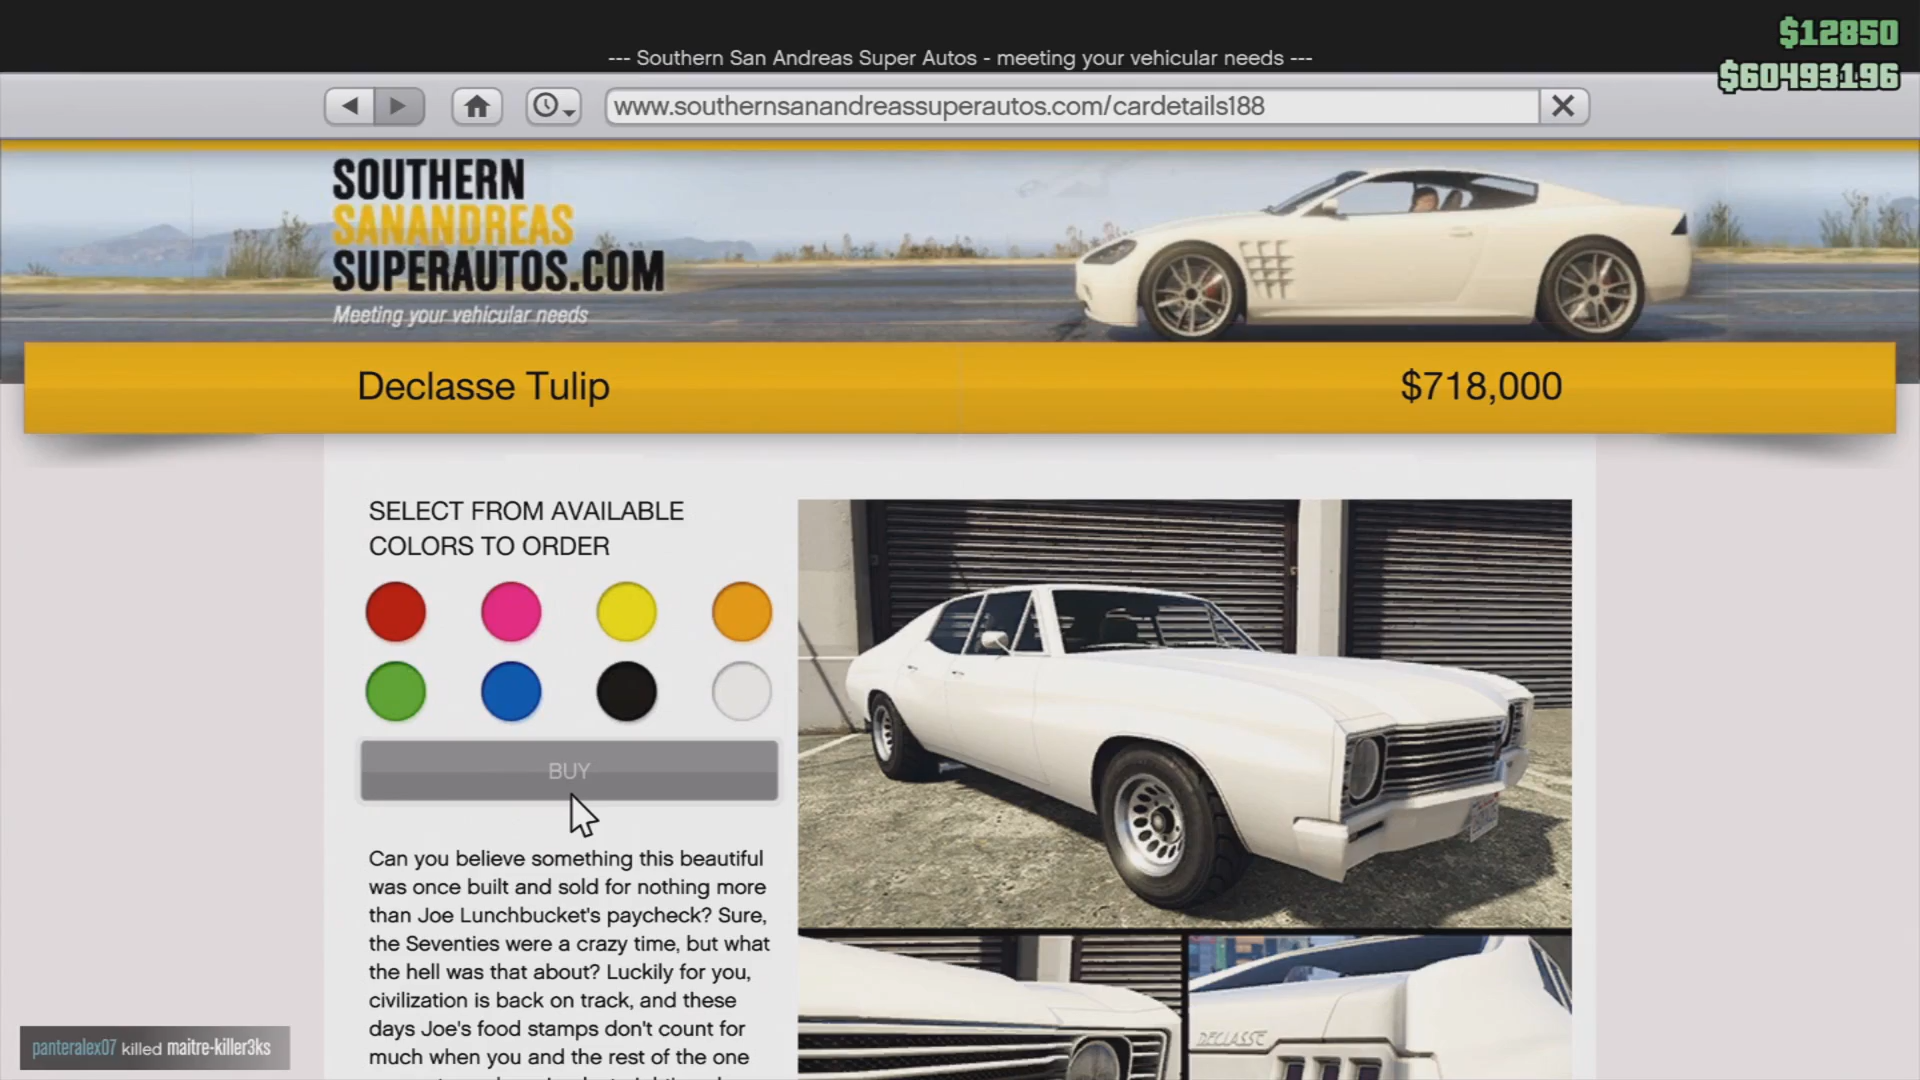 $12850
--- Southern San Andreas Super Autos - meeting your vehicular needs ---
$60493196
www.southernsanandreassuperautos.com/cardetails188
SOUTHERN
SANANDREAS
SUPERAUTOS.COM
Meeting your vehicular needs
Declasse Tulip
$718,000
SELECT FROM AVAILABLE
COLORS TO ORDER
BUY
Can you believe something this beautiful
was once built and sold for nothing more
than Joe Lunchbucket's paycheck? Sure,
the Seventies were a crazy time, but what
the hell was that about? Luckily for you,
civilization is back on track, and these
days Joe's food stamps don't count for
much when you and the rest of the one
DECLASSE
panteralex07 killed maitre-killer3ks